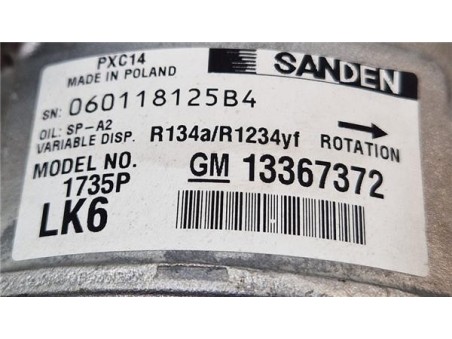 PXC14
MADE IN POLAND
SANDEN
SN: 060118125B4
OIL: SP-A2
VARIABLE DISP. R134a/R1234yf
ROTATION
MODEL NO.
1735P
GM 13367372
LK6